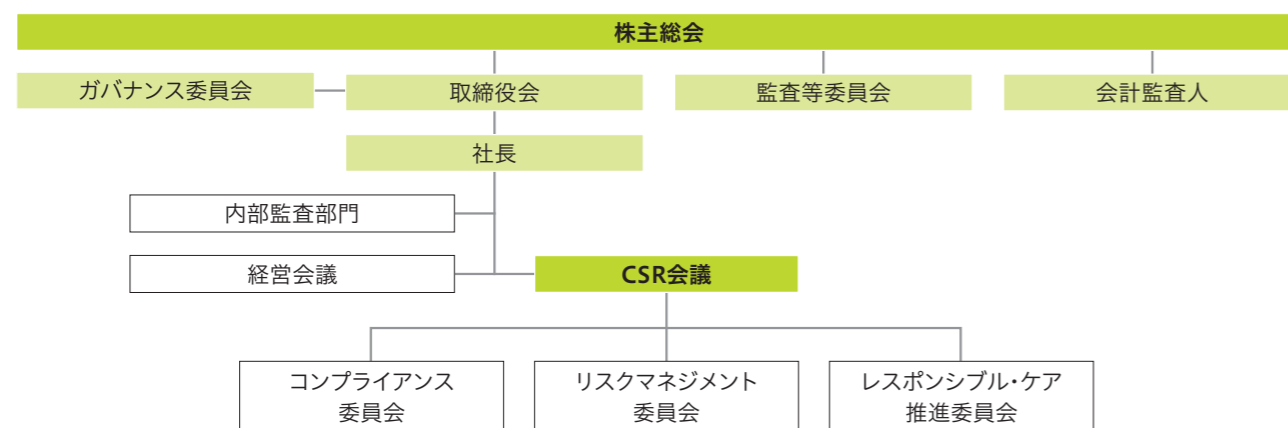 株主総会
ガバナンス委員会
取締役会
監査等委員会
会計監査人
社長
内部監査部門
経営会議
CSR会議
コンプライアンス
委員会
リスクマネジメント
委員会
レスポンシブル・ケア
推進委員会